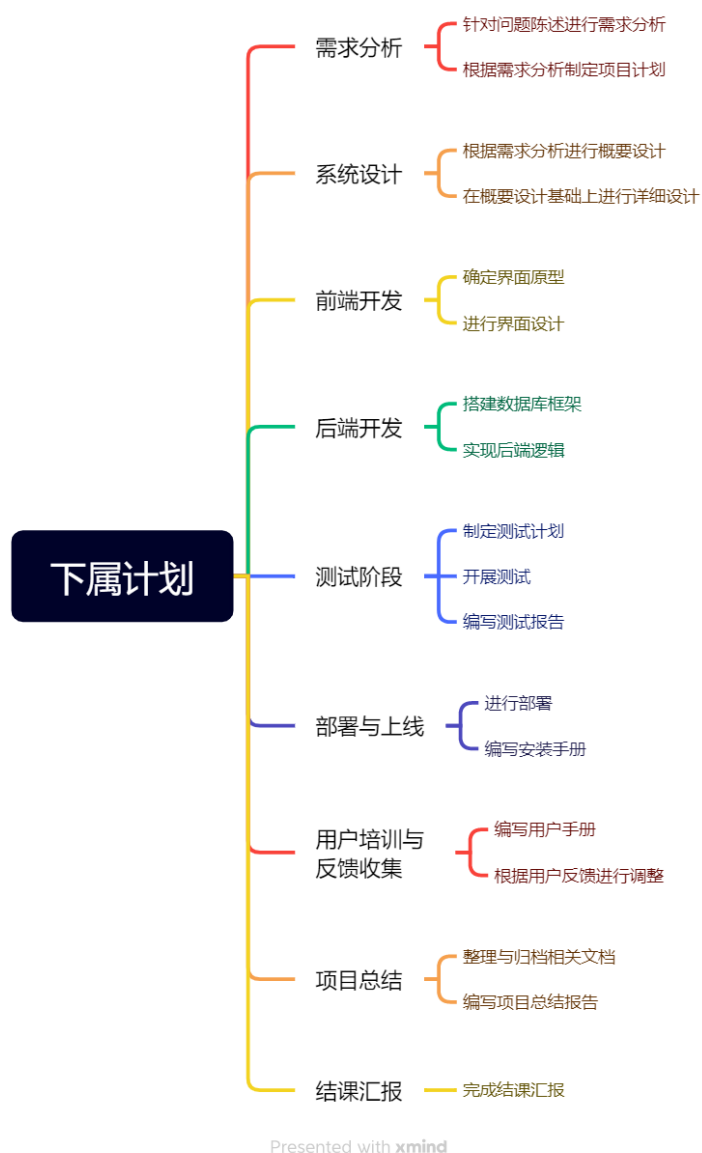 需求分析
针对问题陈述进行需求分析
根据需求分析制定项目计划
系统设计
根据需求分析进行概要设计
在概要设计基础上进行详细设计
前端开发
确定界面原型
进行界面设计
后端开发
搭建数据库框架
实现后端逻辑
下属计划
测试阶段
制定测试计划
开展测试
编写测试报告
部署与上线
进行部署
编写安装手册
用户培训与
反馈收集
编写用户手册
根据用户反馈进行调整
项目总结
整理与归档相关文档
编写项目总结报告
结课汇报
完成结课汇报
Presented with xmind